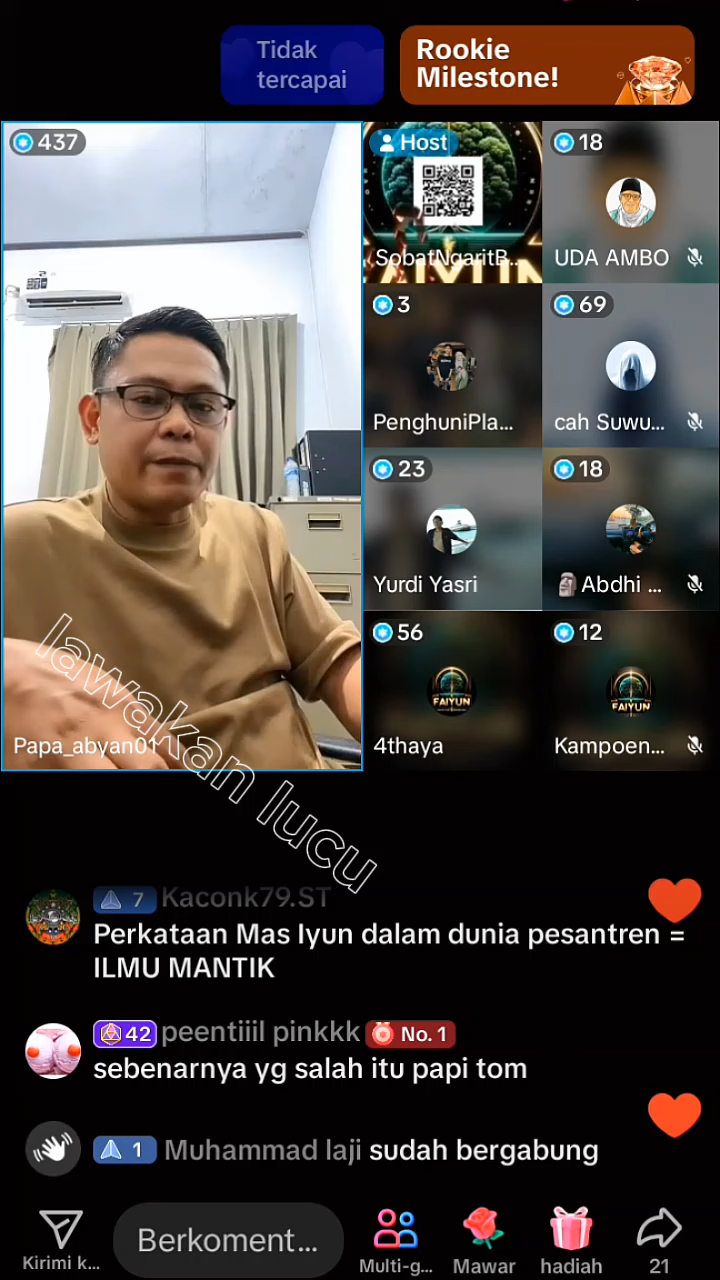 Tidak
tercapai
Rookie
Milestone!
437
Host
18
SobatNgaritB...
UDA AMBO
3
69
PenghuniPla...
cah Suwu...
23
18
Yurdi Yasri
Abdhi ...
56
12
FAIYUN
FAIYUN
Papa_abyan01
4thaya
Kampoen...
lawakan lucu
7 Kaconk79.ST
Perkataan Mas Iyun dalam dunia pesantren =
ILMU MANTIK
42 peentiiil pinkkk No. 1
sebenarnya yg salah itu papi tom
1 Muhammad laji sudah bergabung
Berkoment...
Kirimi k...
Multi-g...
Mawar
hadiah
21